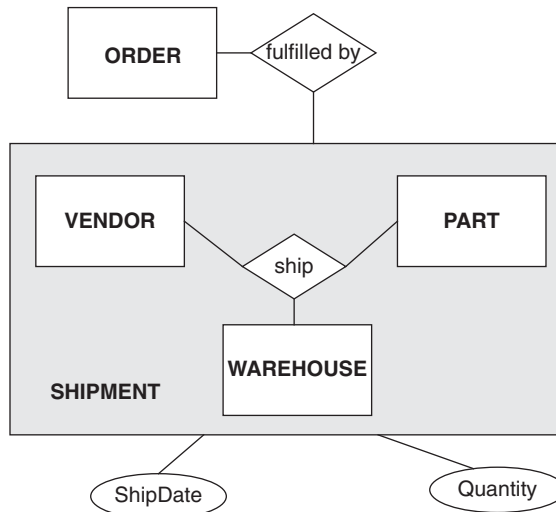 ORDER
fulfilled by
VENDOR
PART
ship
WAREHOUSE
SHIPMENT
ShipDate
Quantity